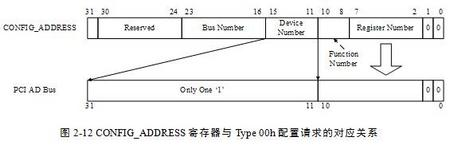 31 30 24 23 16 15 11 10 8 7 2 1 0
CONFIG_ADDRESS Reserved Bus Number Device Number Register Number 0 0
Function Number
PCI AD Bus Only One '1' 0
31 11 10 0
图 2-12 CONFIG_ADDRESS 寄存器与 Type 00h 配置请求的对应关系